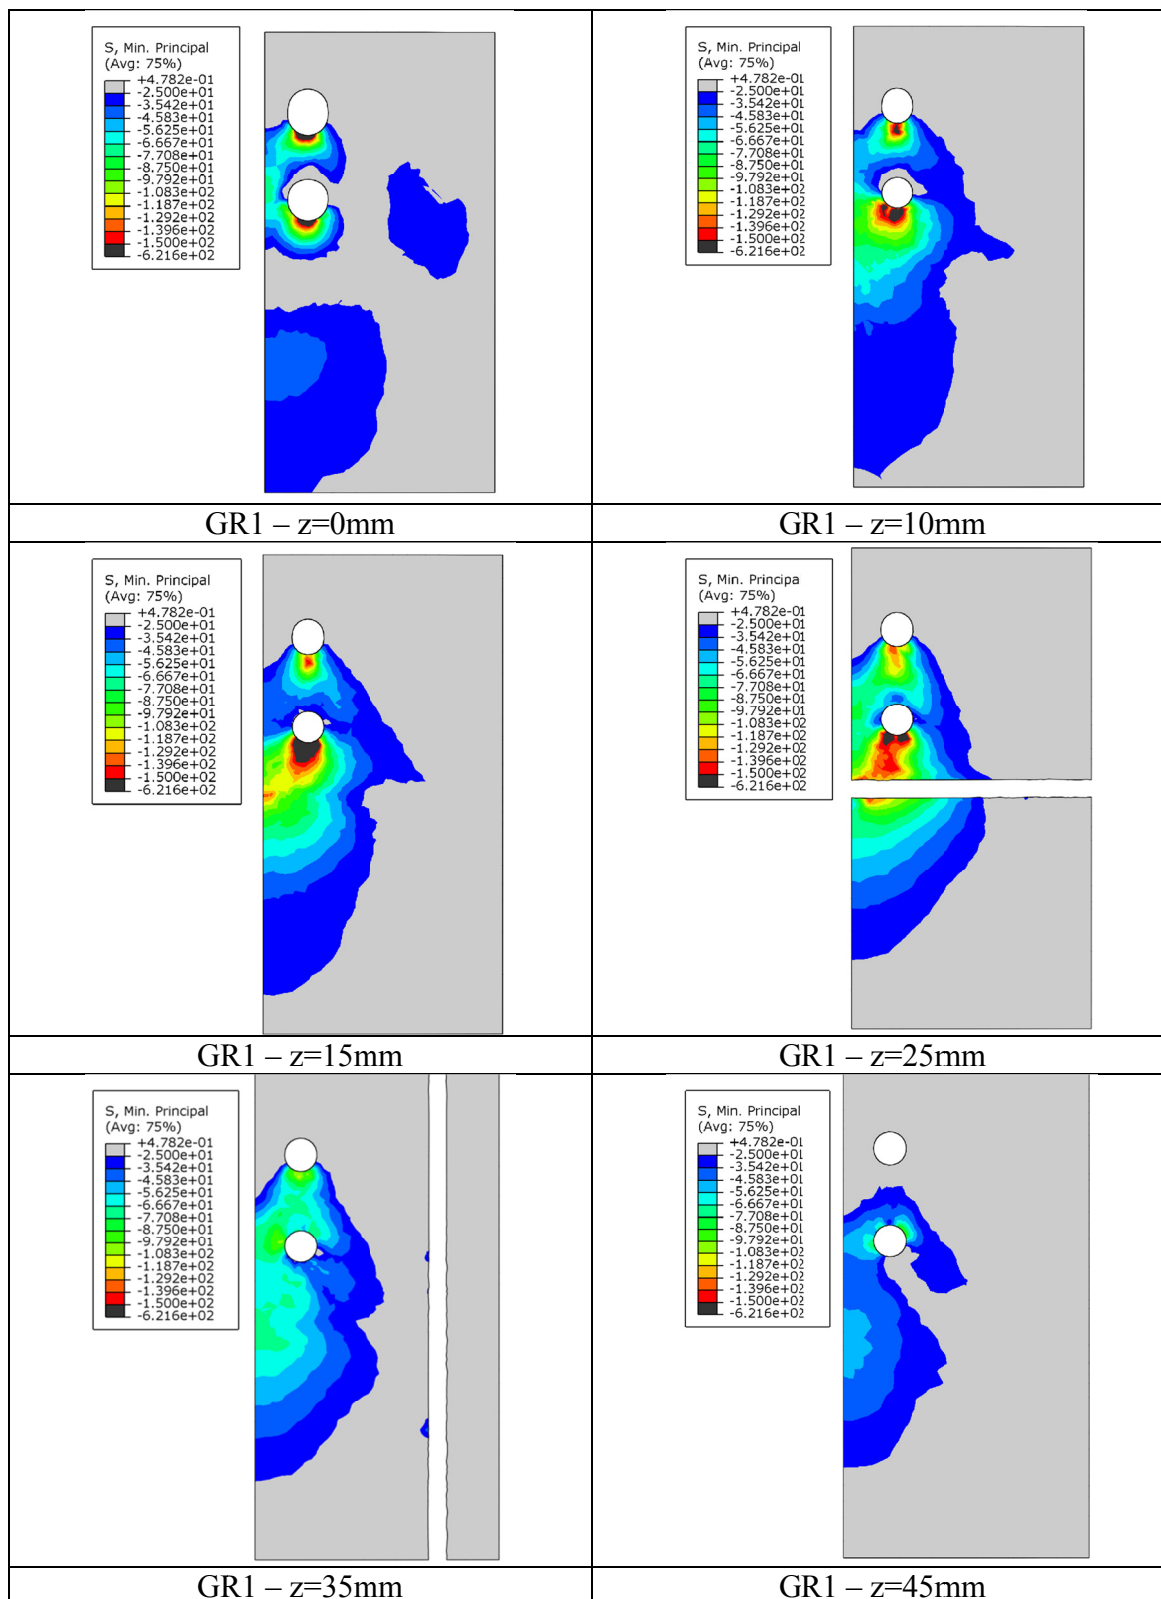 S, Min. Principal
(Avg: 75%)
+4.782e-01
-2.500e+01
-3.542e+01
-4.583e+01
-5.625e+01
-6.667e+01
-7.708e+01
-8.750e+01
-9.792e+01
-1.083e+02
-1.187e+02
-1.292e+02
-1.396e+02
-1.500e+02
-6.216e+02
S, Min. Principal
(Avg: 75%)
+4.782e-01
-2.500e+01
-3.542e+01
-4.583e+01
-5.625e+01
-6.667e+01
-7.708e+01
-8.750e+01
-9.792e+01
-1.083e+02
-1.187e+02
-1.292e+02
-1.396e+02
-1.500e+02
-6.216e+02
GR1 – z=0mm
GR1 – z=10mm
S, Min. Principal
(Avg: 75%)
+4.782e-01
-2.500e+01
-3.542e+01
-4.583e+01
-5.625e+01
-6.667e+01
-7.708e+01
-8.750e+01
-9.792e+01
-1.083e+02
-1.187e+02
-1.292e+02
-1.396e+02
-1.500e+02
-6.216e+02
S, Min. Principa
(Avg: 75%)
+4.782e-01
-2.500e+01
-3.542e+01
-4.583e+01
-5.625e+01
-6.667e+01
-7.708e+01
-8.750e+01
-9.792e+01
-1.083e+02
-1.187e+02
-1.292e+02
-1.396e+02
-1.500e+02
-6.216e+02
GR1 – z=15mm
GR1 – z=25mm
S, Min. Principal
(Avg: 75%)
+4.782e-01
-2.500e+01
-3.542e+01
-4.583e+01
-5.625e+01
-6.667e+01
-7.708e+01
-8.750e+01
-9.792e+01
-1.083e+02
-1.187e+02
-1.292e+02
-1.396e+02
-1.500e+02
-6.216e+02
S, Min. Principal
(Avg: 75%)
+4.782e-01
-2.500e+01
-3.542e+01
-4.583e+01
-5.625e+01
-6.667e+01
-7.708e+01
-8.750e+01
-9.792e+01
-1.083e+02
-1.187e+02
-1.292e+02
-1.396e+02
-1.500e+02
-6.216e+02
GR1 – z=35mm
GR1 – z=45mm